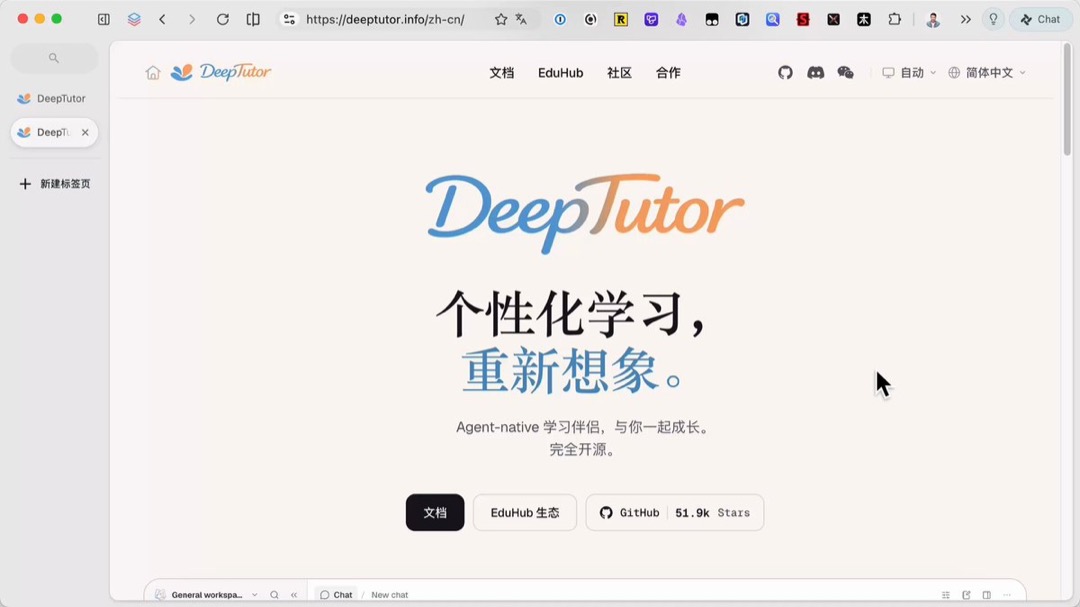 https://deeptutor.info/zh-cn/
Chat
DeepTutor
DeepTu
新建标签页
DeepTutor
文档
EduHub
社区
合作
自动
简体中文
DeepTutor
个性化学习，
重新想象。
Agent-native 学习伴侣，与你一起成长。
完全开源。
文档
EduHub 生态
GitHub 51.9k Stars
General workspa...
Chat / New chat